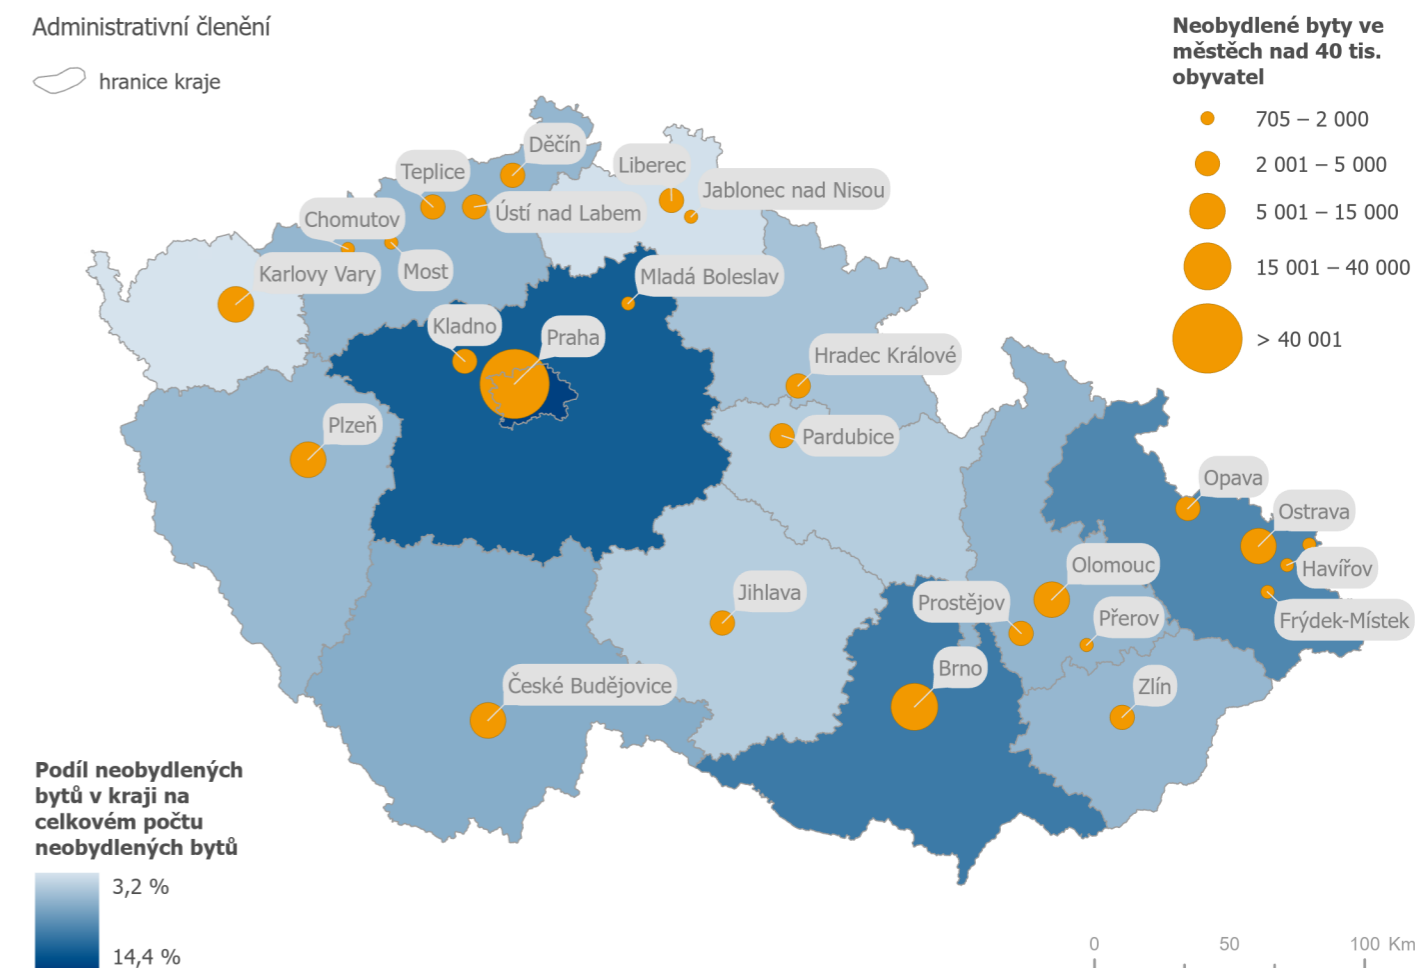 Administrativní členění
hranice kraje
Neobydlené byty ve
městech nad 40 tis.
obyvatel
705 – 2 000
2 001 – 5 000
5 001 – 15 000
15 001 – 40 000
> 40 001
Děčín
Teplice
Liberec
Jablonec nad Nisou
Ústí nad Labem
Chomutov
Most
Karlovy Vary
Mladá Boleslav
Kladno
Praha
Hradec Králové
Plzeň
Pardubice
Opava
Ostrava
Havířov
Olomouc
Jihlava
Prostějov
Přerov
Frýdek-Místek
Brno
České Budějovice
Zlín
Podíl neobydlených
bytů v kraji na
celkovém počtu
neobydlených bytů
3,2 %
14,4 %
0 50 100 Km